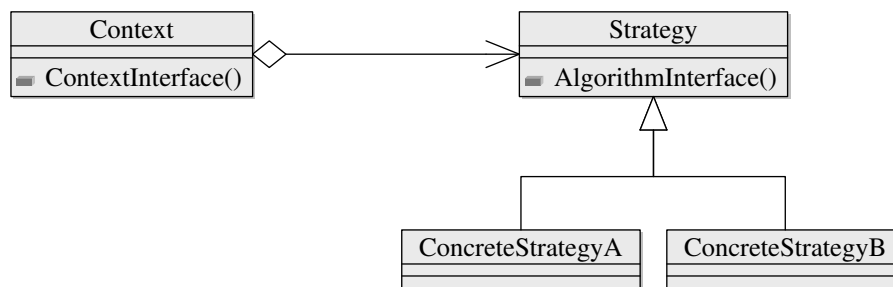 Context
ContextInterface()
Strategy
AlgorithmInterface()
ConcreteStrategyA
ConcreteStrategyB